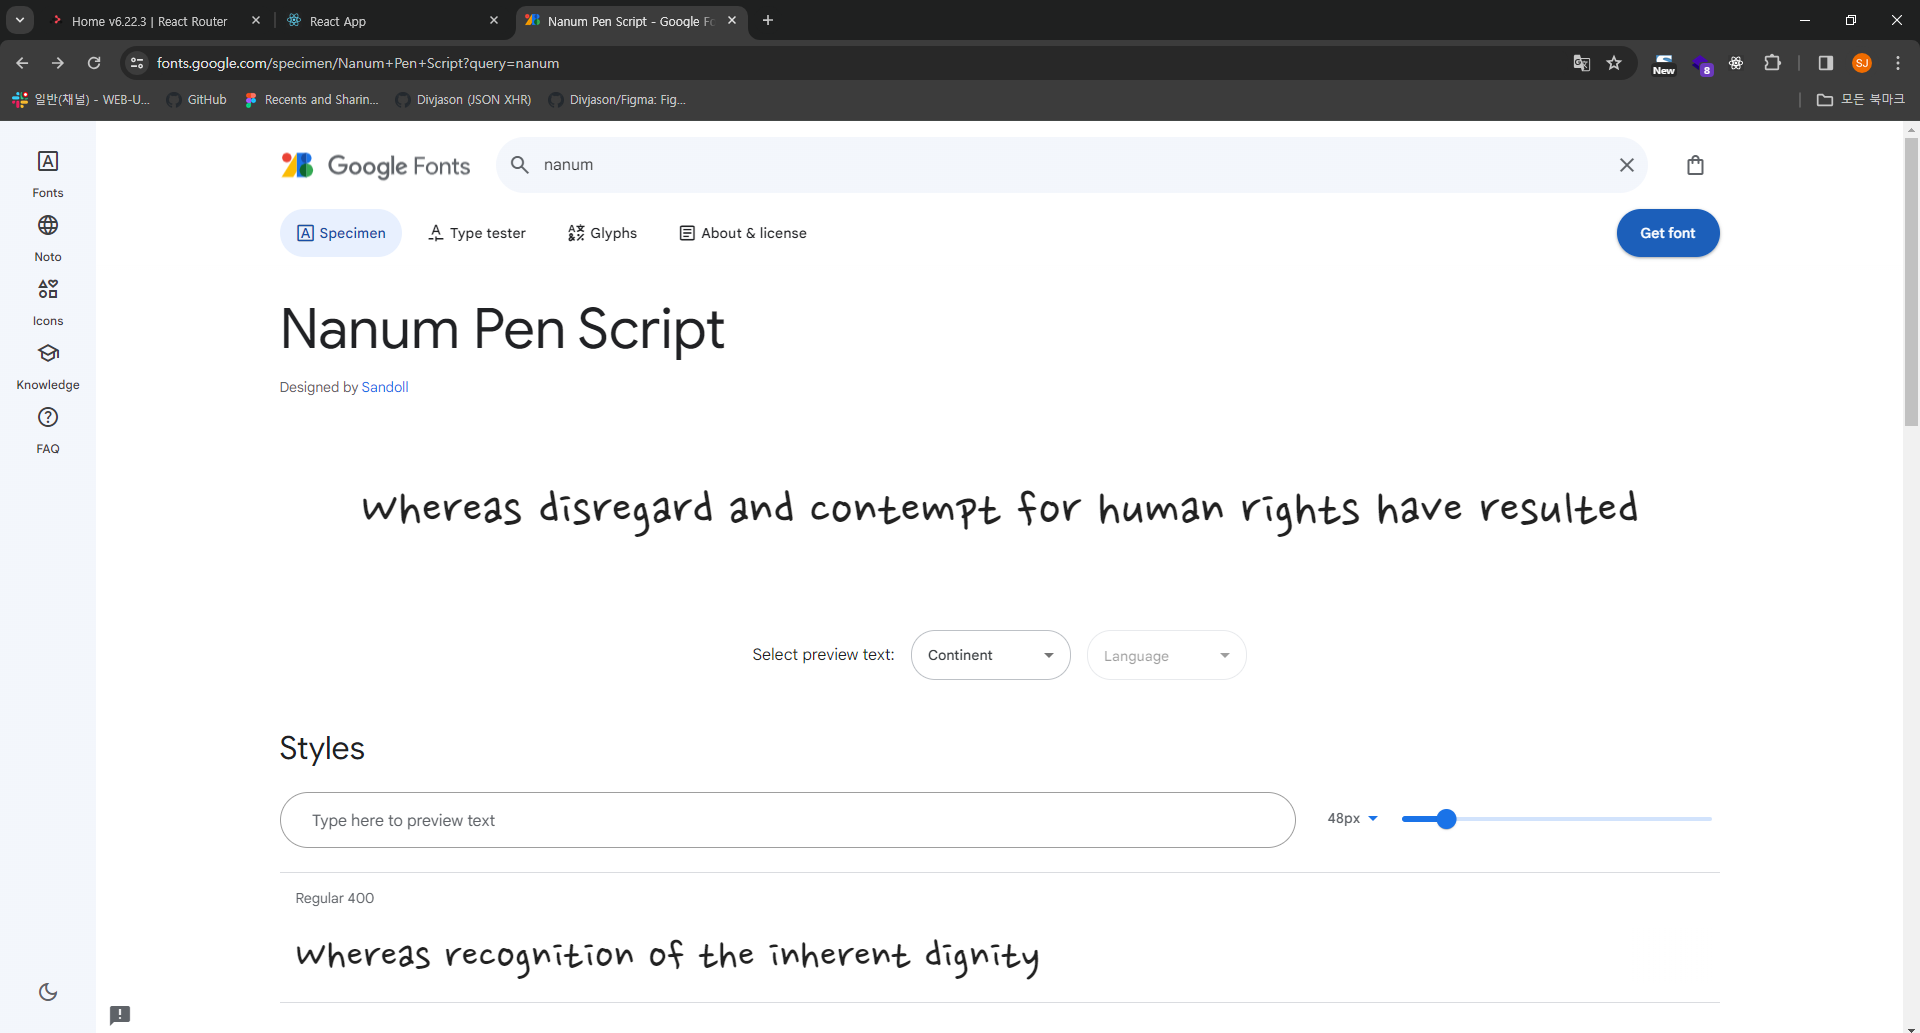 Home v6.22.3 | React Router
React App
Nanum Pen Script - Google Fo
fonts.google.com/specimen/Nanum+Pen+Script?query=nanum
New
8
SJ
일반(채널) - WEB-U...
GitHub
Recents and Sharin...
Divjason (JSON XHR)
Divjason/Figma: Fig...
모든 북마크
Fonts
Noto
Icons
Knowledge
FAQ
Google Fonts
nanum
Specimen
Type tester
Glyphs
About & license
Get font
Nanum Pen Script
Designed by Sandoll
Whereas disregard and contempt for human rights have resulted
Select preview text:
Continent
Language
Styles
Type here to preview text
48px
Regular 400
Whereas recognition of the inherent dignity